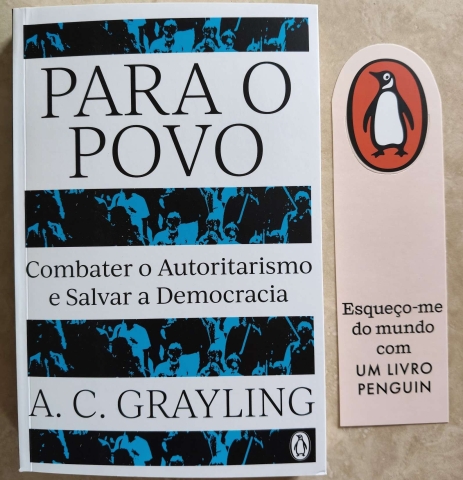 PARA O
POVO
Combater o Autoritarismo
e Salvar a Democracia
A. C. GRAYLING
Esqueço-me
do mundo
com
UM LIVRO
PENGUIN